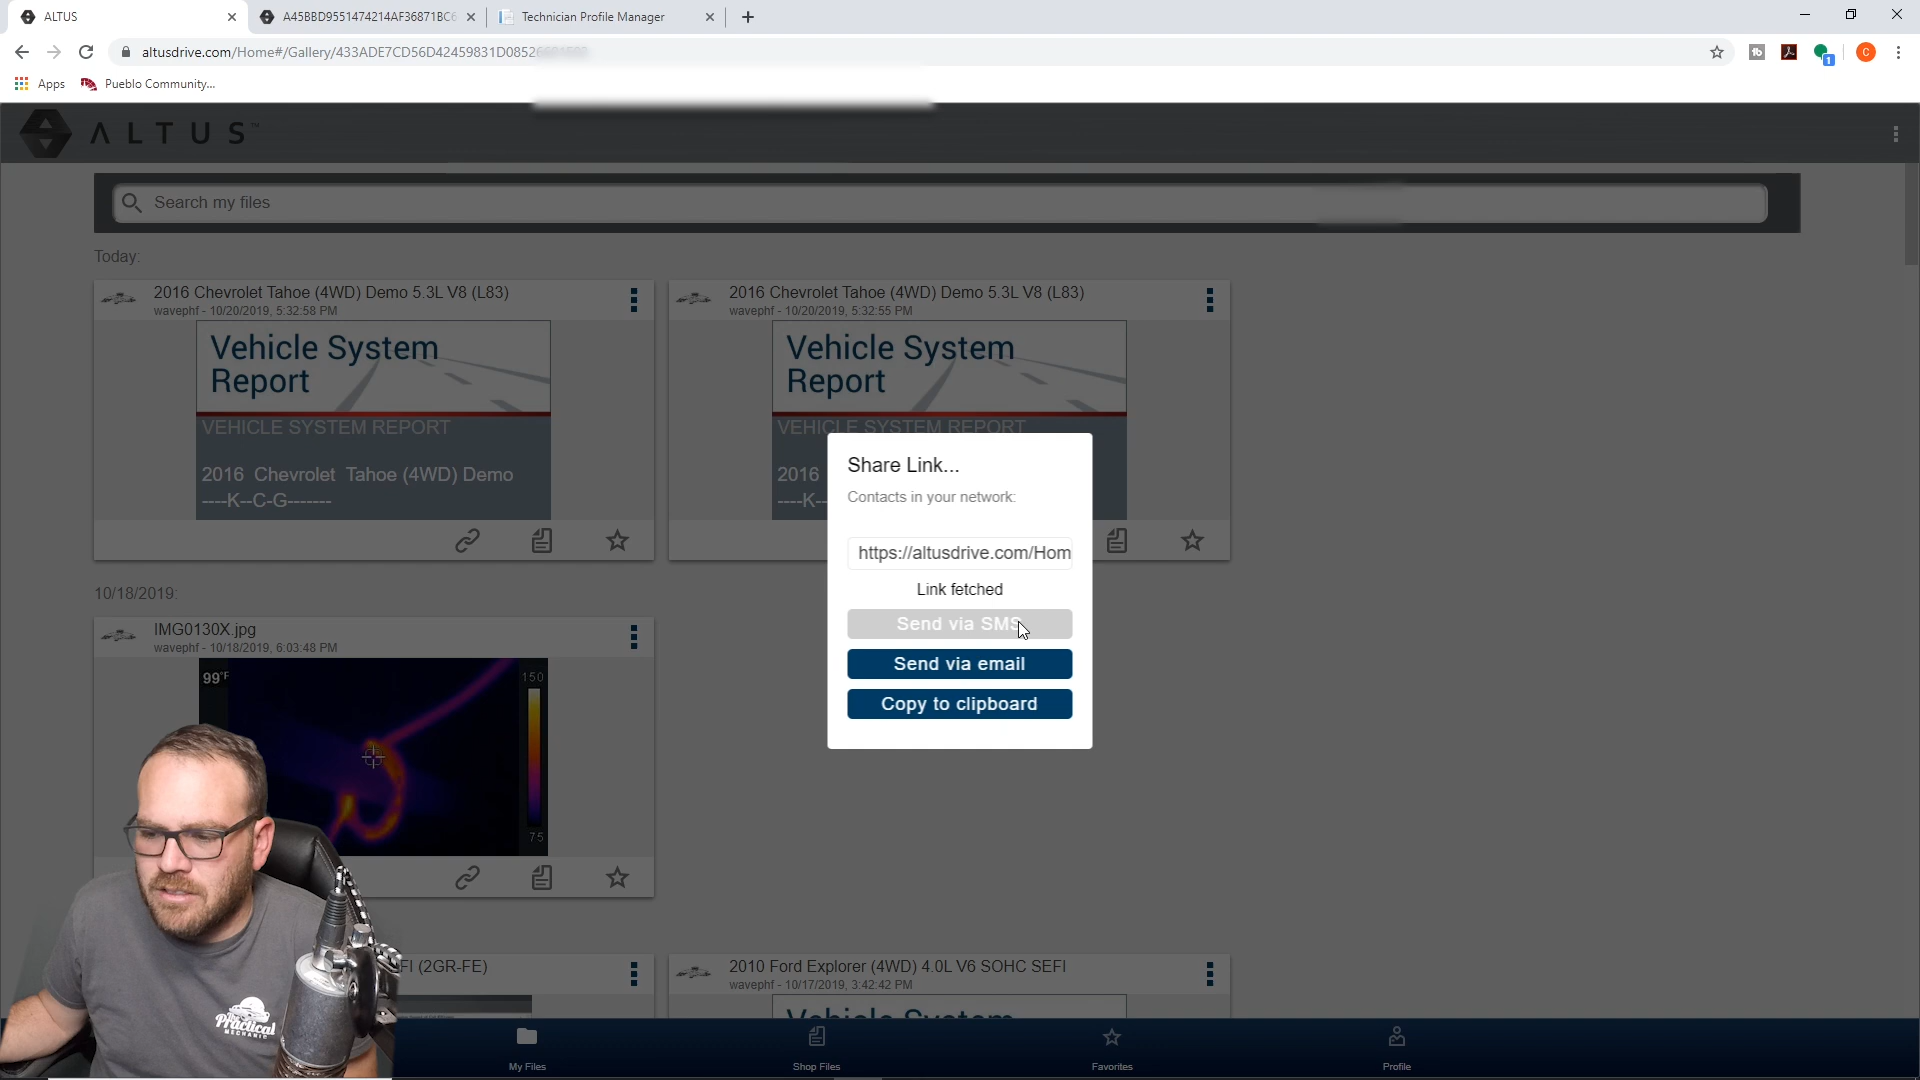 ALTUS
A45BBD9551474214AF36871BC6
Technician Profile Manager
altusdrive.com/Home#/Gallery/433ADE7CD56D42459831D0852
Apps
Pueblo Community...
ALTUS™
Search my files
Today:
2016 Chevrolet Tahoe (4WD) Demo 5.3L V8 (L83)
wavephf - 10/20/2019, 5:32:58 PM
Vehicle System
Report
VEHICLE SYSTEM REPORT
2016 Chevrolet Tahoe (4WD) Demo
----K--C-G-------
2016 Chevrolet Tahoe (4WD) Demo 5.3L V8 (L83)
wavephf - 10/20/2019, 5:32:55 PM
Vehicle System
Report
VEHICLE SYSTEM REPORT
2016
----K-
Share Link...
Contacts in your network:
https://altusdrive.com/Hom
Link fetched
Send via SMS
Send via email
Copy to clipboard
10/18/2019:
IMG0130X.jpg
wavephf - 10/18/2019, 6:03:48 PM
99°F
150
75
FI (2GR-FE)
2010 Ford Explorer (4WD) 4.0L V6 SOHC SEFI
wavephf - 10/17/2019, 3:42:42 PM
Vehicle System
The
Practical
MECHANIC
My Files
Shop Files
Favorites
Profile
1
C